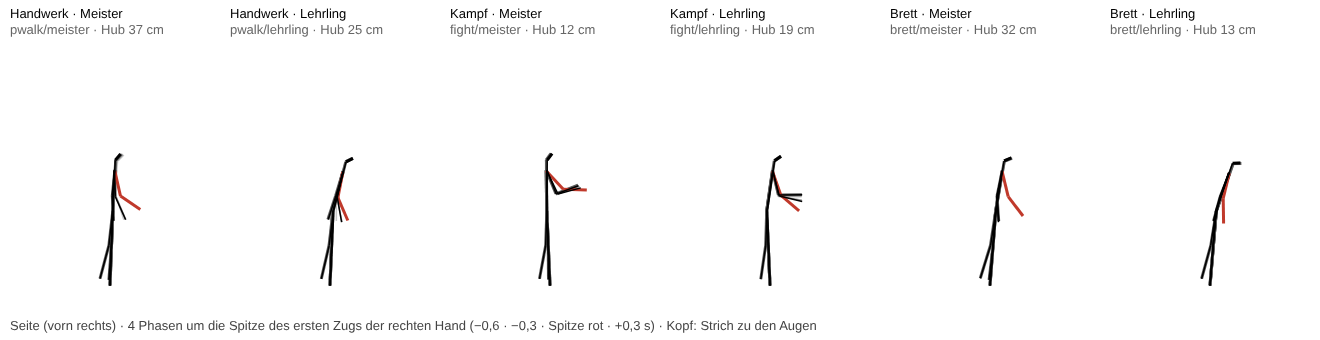 Handwerk · Meister
pwalk/meister · Hub 37 cm
Handwerk · Lehrling
pwalk/lehrling · Hub 25 cm
Kampf · Meister
fight/meister · Hub 12 cm
Kampf · Lehrling
fight/lehrling · Hub 19 cm
Brett · Meister
brett/meister · Hub 32 cm
Brett · Lehrling
brett/lehrling · Hub 13 cm
Seite (vorn rechts) · 4 Phasen um die Spitze des ersten Zugs der rechten Hand (−0,6 · −0,3 · Spitze rot · +0,3 s) · Kopf: Strich zu den Augen